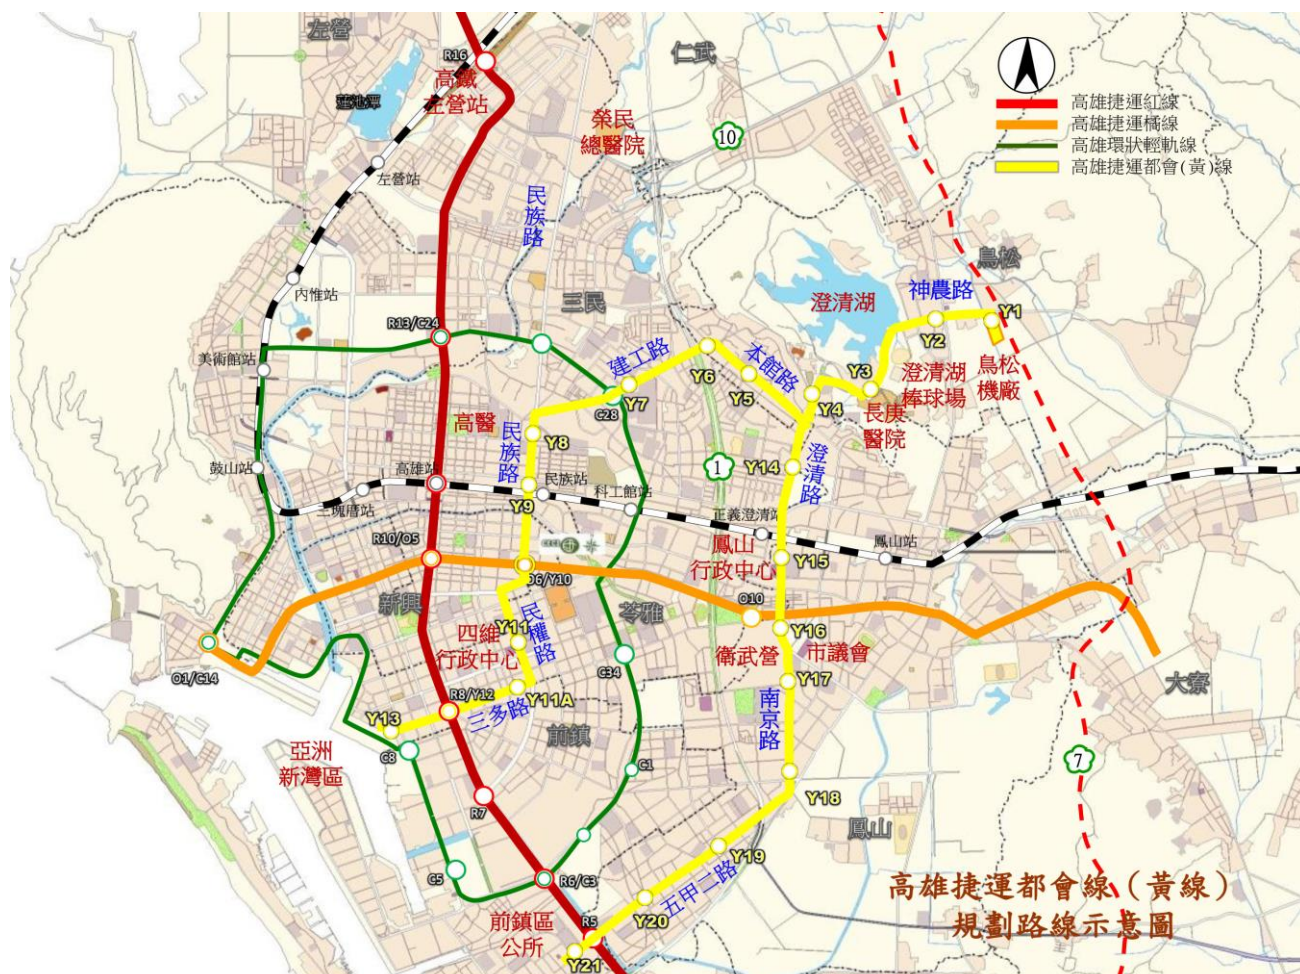 左營
R16
高鐵
左營站
蓮池潭
仁武
榮民
總醫院
10
高雄捷運紅線
高雄捷運橘線
高雄環狀輕軌線
高雄捷運都會(黃)線
左營站
民族路
內惟站
三民
澄清湖
神農路
鳥松
Y1
Y2
R13/C24
美術館站
建工路
Y6
本館路
Y5
Y3
澄清湖
棒球場
鳥松
機廠
Y7
C28
Y4
長庚
醫院
高醫
民族路
Y8
鼓山站
高雄站
民族站
科工館站
1
Y14
澄清路
Y9
三塊厝站
正義澄清站
鳳山站
鳳山
行政中心
Y15
R10/O5
O6/Y10
O10
新興
苓雅
Y11
民權路
四維
行政中心
衛武營
Y16
市議會
O1/C14
C34
Y17
大寮
R8/Y12
Y11A
三多路
南京路
Y13
前鎮
C8
C1
亞洲
新灣區
7
R7
Y18
鳳山
Y19
C5
R6/C3
五甲二路
Y20
前鎮區
公所
R5
Y21
高雄捷運都會線（黃線）
規劃路線示意圖